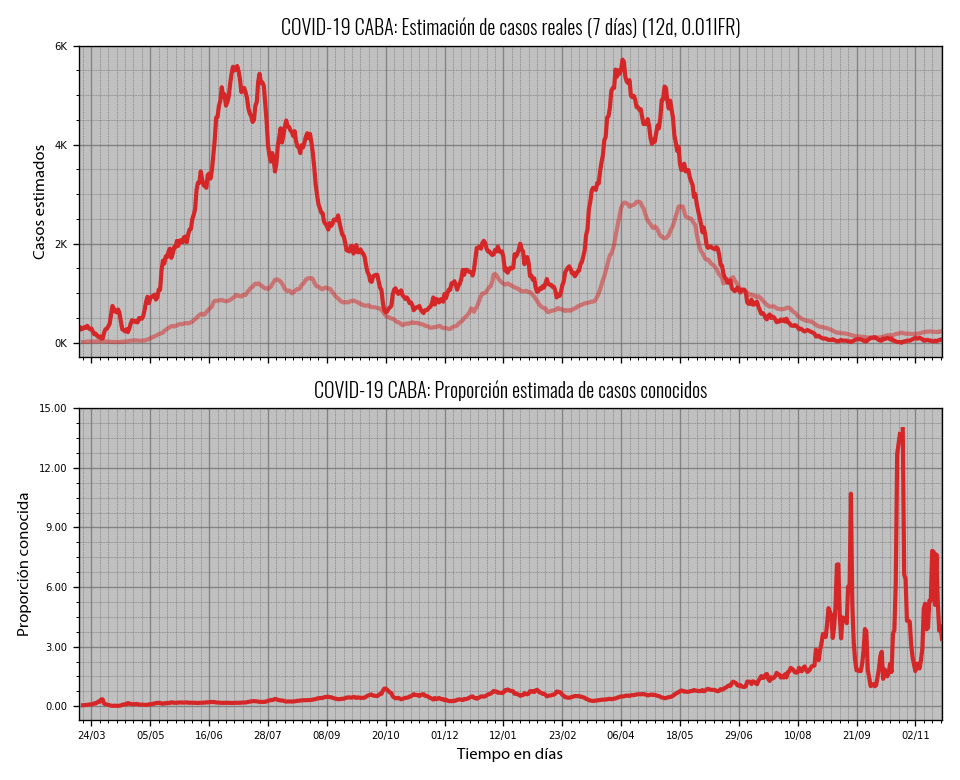 COVID-19 CABA: Estimación de casos reales (7 días) (12d, 0.01IFR)
6K
4K
2K
0K
Casos estimados
COVID-19 CABA: Proporción estimada de casos conocidos
15.00
12.00
9.00
6.00
3.00
0.00
Proporción conocida
24/03 05/05 16/06 28/07 08/09 20/10 01/12 12/01 23/02 06/04 18/05 29/06 10/08 21/09 02/11
Tiempo en días